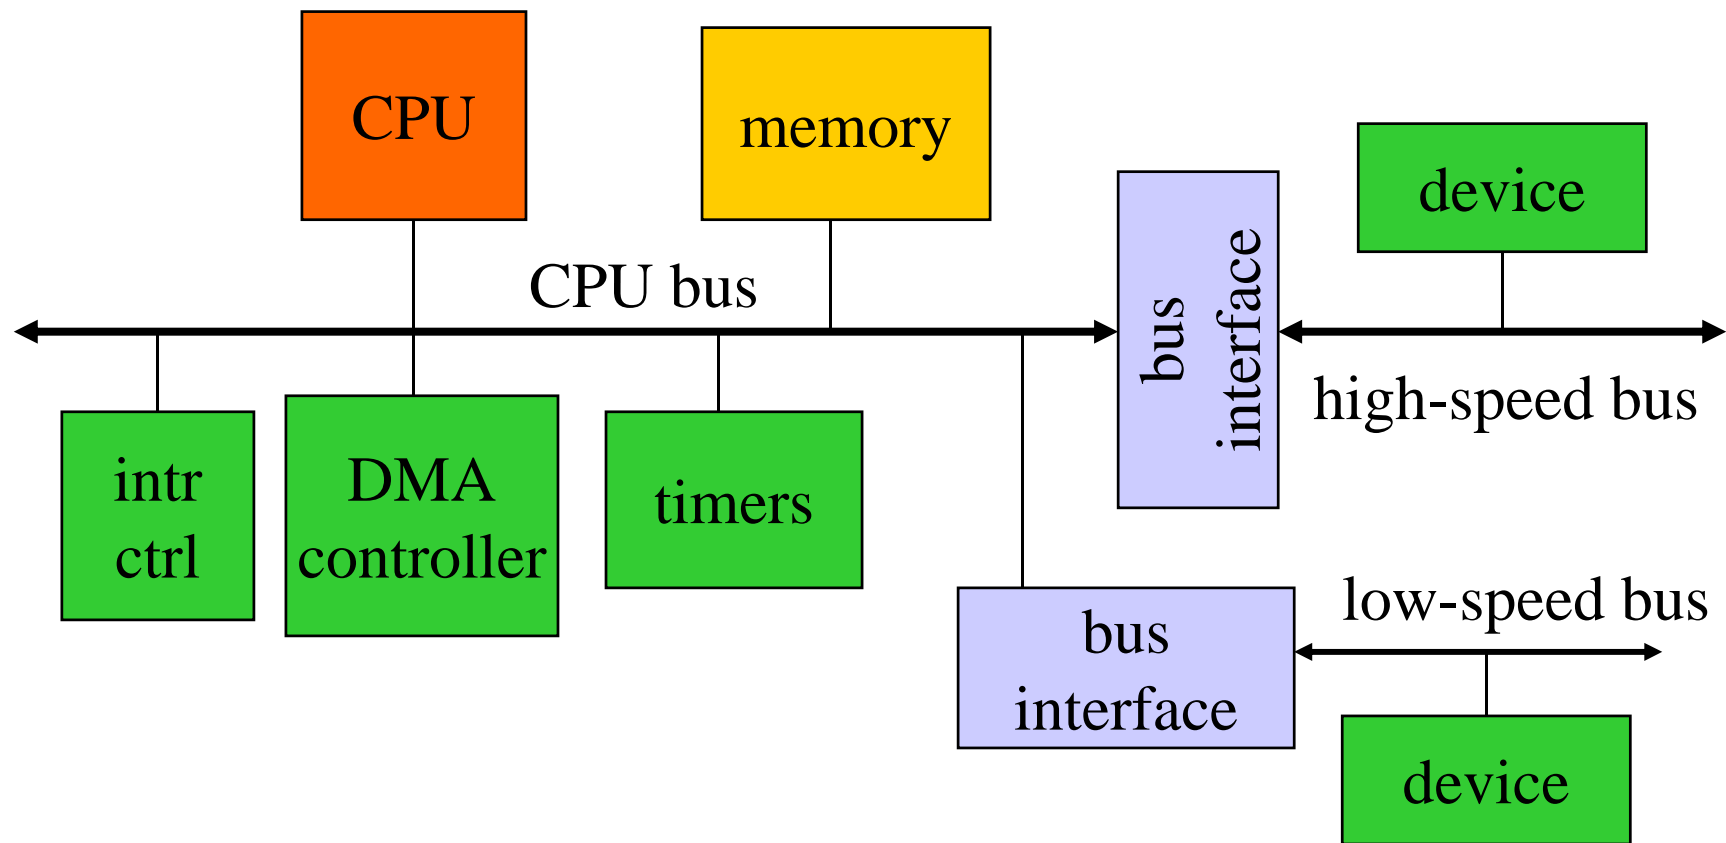 CPU
memory
device
CPU bus
bus
interface
high-speed bus
intr
ctrl
DMA
controller
timers
low-speed bus
bus
interface
device